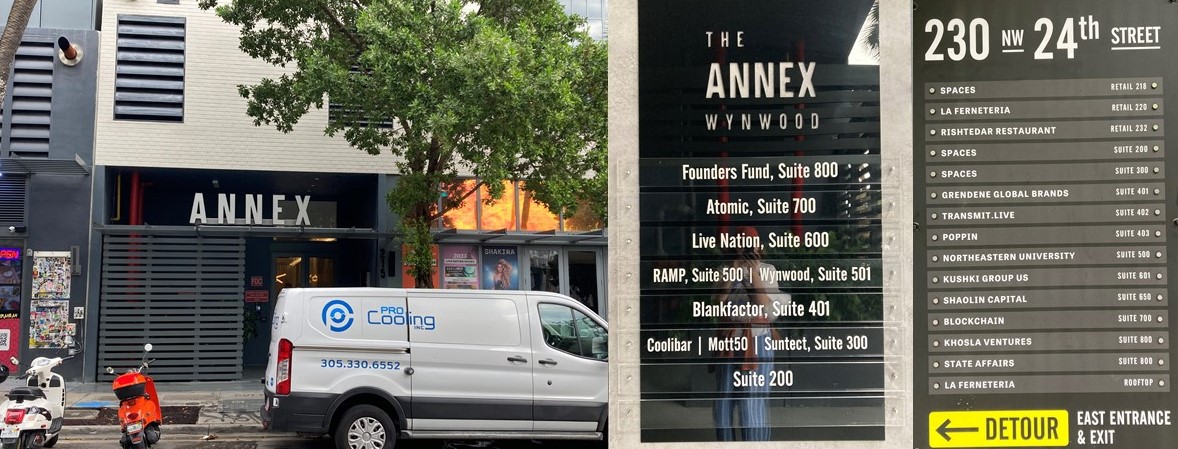 ANNEX
OPEN
SHAKIRA
PRO
Cooling
INC.
305.330.6552
THE
ANNEX
WYNWOOD
Founders Fund, Suite 800
Atomic, Suite 700
Live Nation, Suite 600
RAMP, Suite 500 | Wynwood, Suite 501
Blankfactor, Suite 401
Coolibar | Mott50 | Suntect, Suite 300
Suite 200
230 NW 24th STREET
SPACES RETAIL 218
LA FERNETERIA RETAIL 220
RISHTEDAR RESTAURANT RETAIL 232
SPACES SUITE 200
SPACES SUITE 300
GRENDENE GLOBAL BRANDS SUITE 401
TRANSMIT.LIVE SUITE 402
POPPIN SUITE 403
NORTHEASTERN UNIVERSITY SUITE 500
KUSHKI GROUP US SUITE 601
SHAOLIN CAPITAL SUITE 650
BLOCKCHAIN SUITE 700
KHOSLA VENTURES SUITE 800
STATE AFFAIRS SUITE 800
LA FERNETERIA ROOFTOP
DETOUR
EAST ENTRANCE
& EXIT